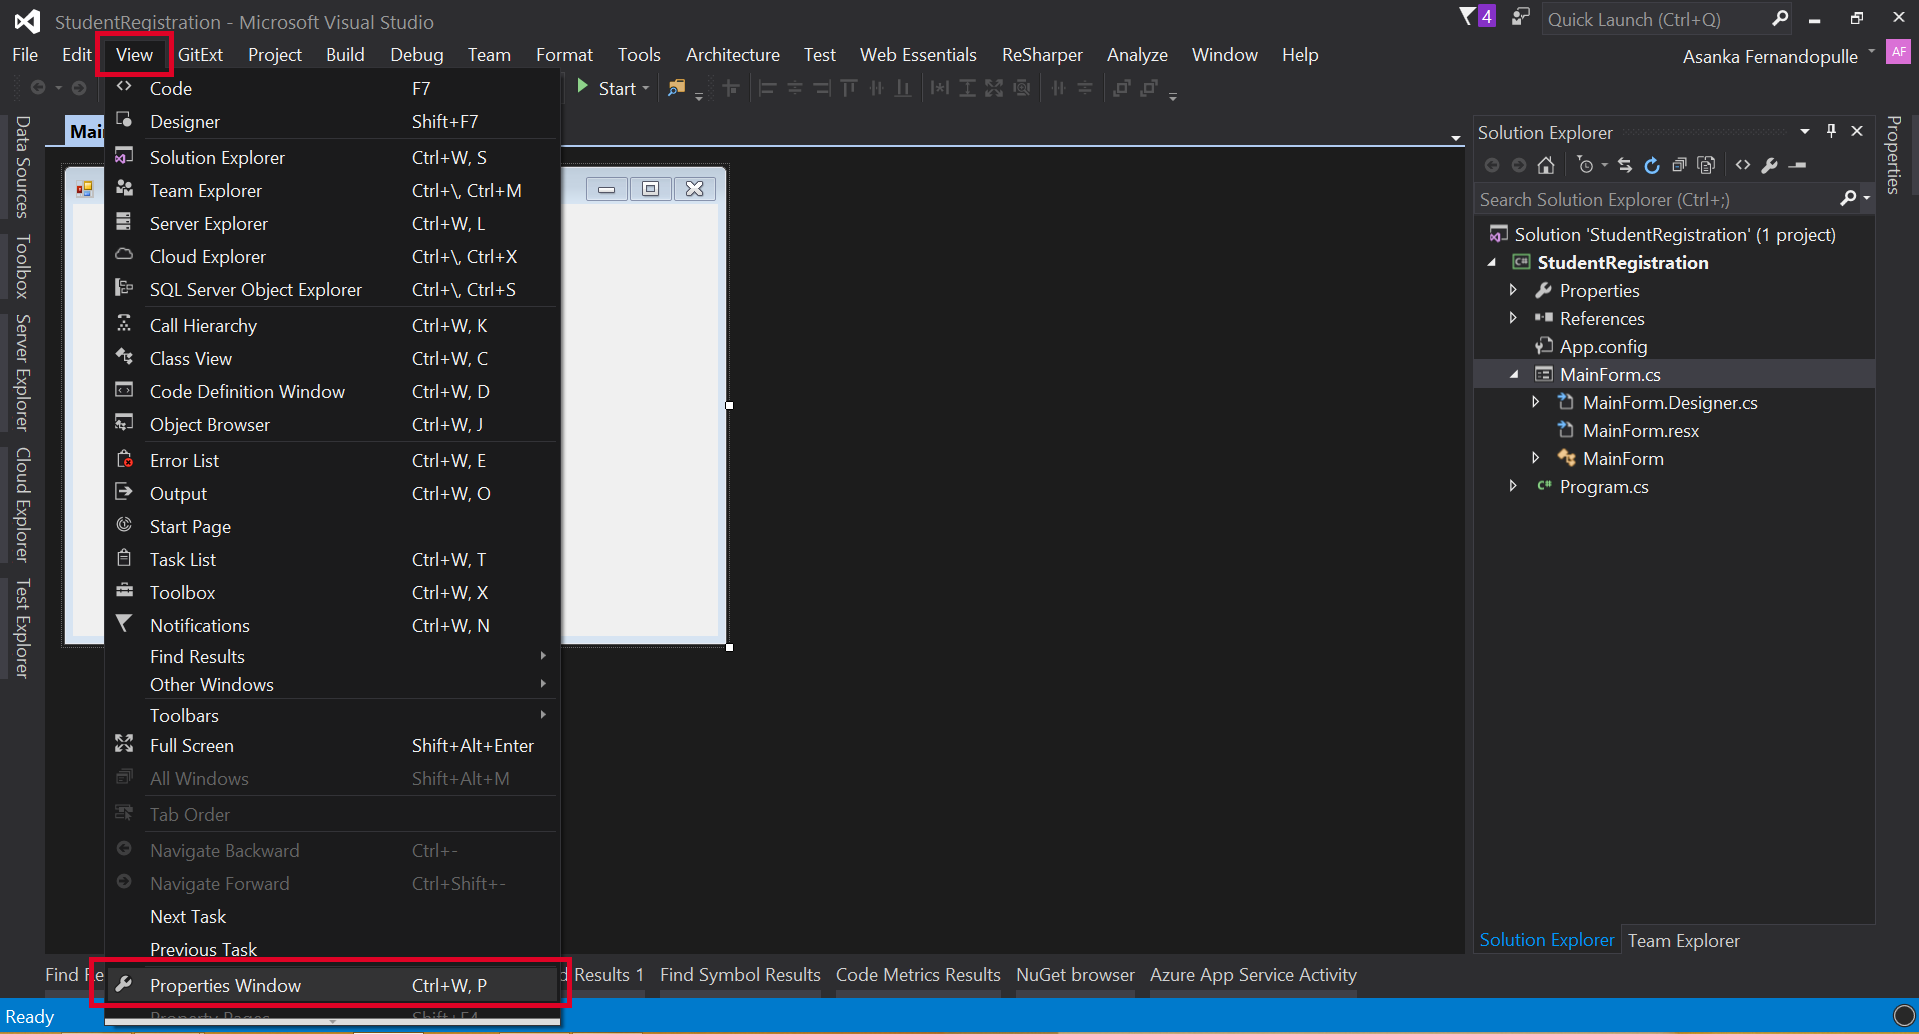 StudentRegistration - Microsoft Visual Studio
4
Quick Launch (Ctrl+Q)
File Edit View GitExt Project Build Debug Team Format Tools Architecture Test Web Essentials ReSharper Analyze Window Help
Asanka Fernandopulle AF
Start
Data Sources
Toolbox
Server Explorer
Cloud Explorer
Test Explorer
Code F7
Designer Shift+F7
Solution Explorer Ctrl+W, S
Team Explorer Ctrl+\, Ctrl+M
Server Explorer Ctrl+W, L
Cloud Explorer Ctrl+\, Ctrl+X
SQL Server Object Explorer Ctrl+\, Ctrl+S
Call Hierarchy Ctrl+W, K
Class View Ctrl+W, C
Code Definition Window Ctrl+W, D
Object Browser Ctrl+W, J
Error List Ctrl+W, E
Output Ctrl+W, O
Start Page
Task List Ctrl+W, T
Toolbox Ctrl+W, X
Notifications Ctrl+W, N
Find Results
Other Windows
Toolbars
Full Screen Shift+Alt+Enter
All Windows Shift+Alt+M
Tab Order
Navigate Backward Ctrl+-
Navigate Forward Ctrl+Shift+-
Next Task
Previous Task
Properties Window Ctrl+W, P
Property Pages Shift+F4
Solution Explorer
Search Solution Explorer (Ctrl+;)
Solution 'StudentRegistration' (1 project)
C# StudentRegistration
Properties
References
App.config
MainForm.cs
MainForm.Designer.cs
MainForm.resx
MainForm
C# Program.cs
Solution Explorer Team Explorer
Properties
Find Results 1 Find Symbol Results Code Metrics Results NuGet browser Azure App Service Activity
Ready